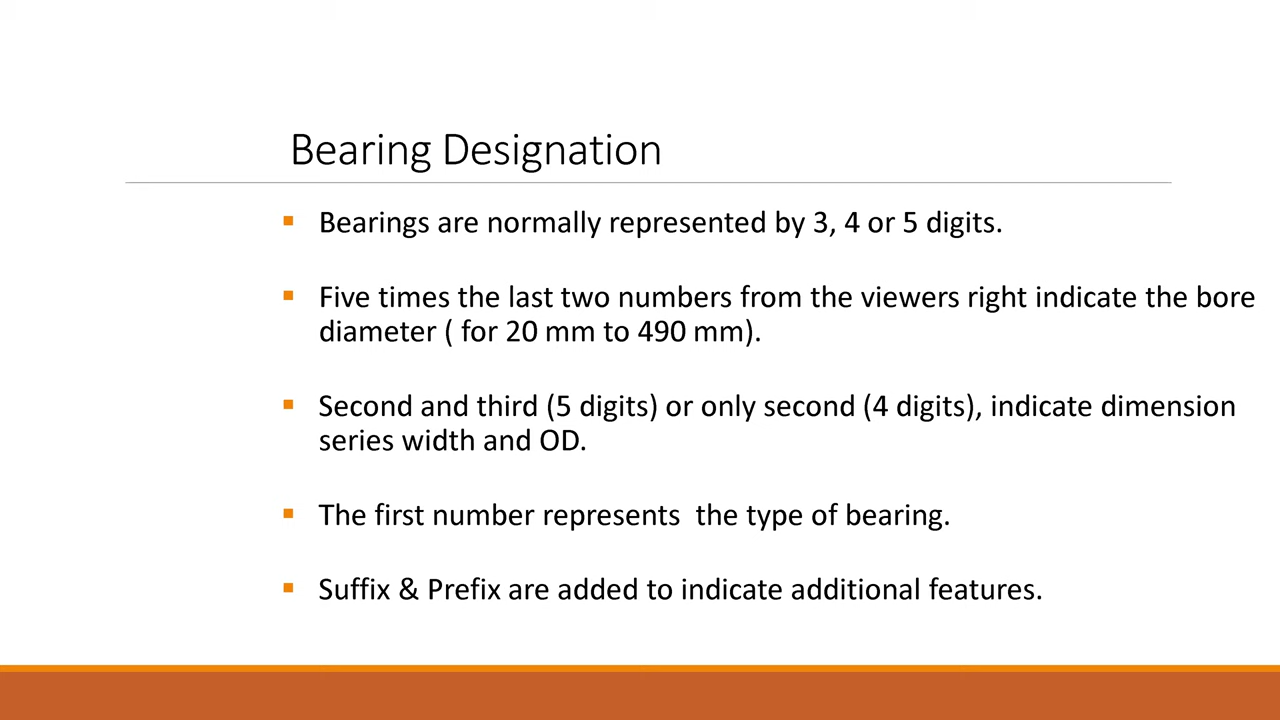 Bearing Designation
▪ Bearings are normally represented by 3, 4 or 5 digits.
▪ Five times the last two numbers from the viewers right indicate the bore
diameter ( for 20 mm to 490 mm).
▪ Second and third (5 digits) or only second (4 digits), indicate dimension
series width and OD.
▪ The first number represents  the type of bearing.
▪ Suffix & Prefix are added to indicate additional features.